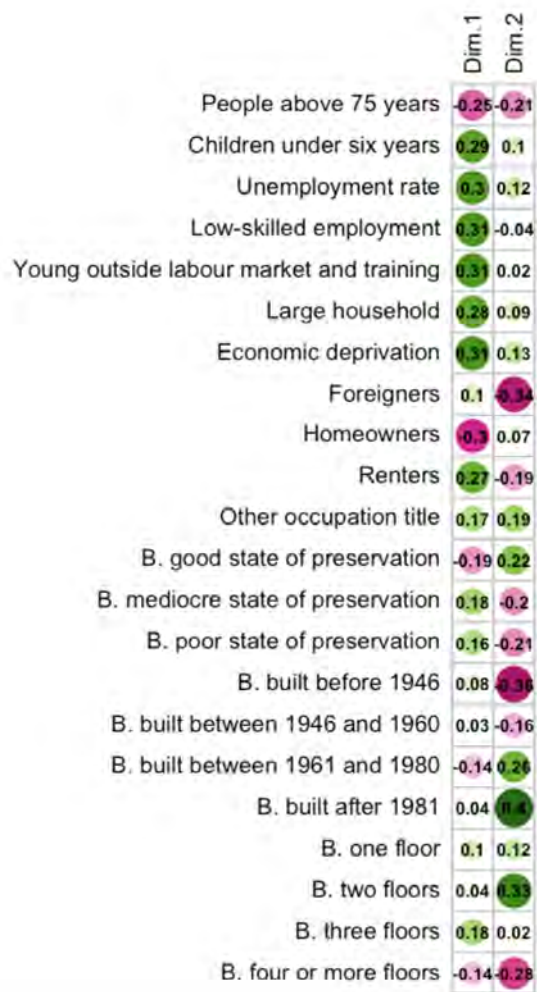 Dim.1 Dim.2
People above 75 years -0.25 -0.21
Children under six years 0.29 0.1
Unemployment rate 0.3 0.12
Low-skilled employment 0.31 -0.04
Young outside labour market and training 0.31 0.02
Large household 0.28 0.09
Economic deprivation 0.31 0.13
Foreigners 0.1 -0.34
Homeowners -0.3 0.07
Renters 0.27 -0.19
Other occupation title 0.17 0.19
B. good state of preservation -0.19 0.22
B. mediocre state of preservation 0.18 -0.2
B. poor state of preservation 0.16 -0.21
B. built before 1946 0.08 -0.36
B. built between 1946 and 1960 0.03 -0.16
B. built between 1961 and 1980 -0.14 0.26
B. built after 1981 0.04 0.4
B. one floor 0.1 0.12
B. two floors 0.04 0.33
B. three floors 0.18 0.02
B. four or more floors -0.14 -0.28